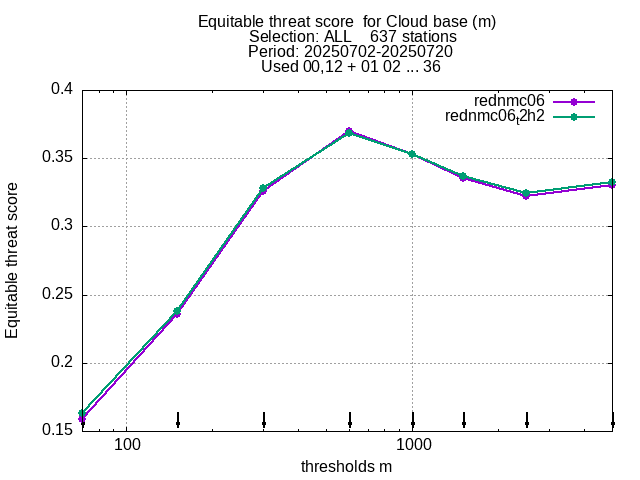 Equitable threat score  for Cloud base (m)
Selection: ALL    637 stations
Period: 20250702-20250720
Used 00,12 + 01 02 ... 36
rednmc06
rednmc06_t2h2
0.4
0.35
0.3
0.25
0.2
0.15
Equitable threat score
100
1000
thresholds m